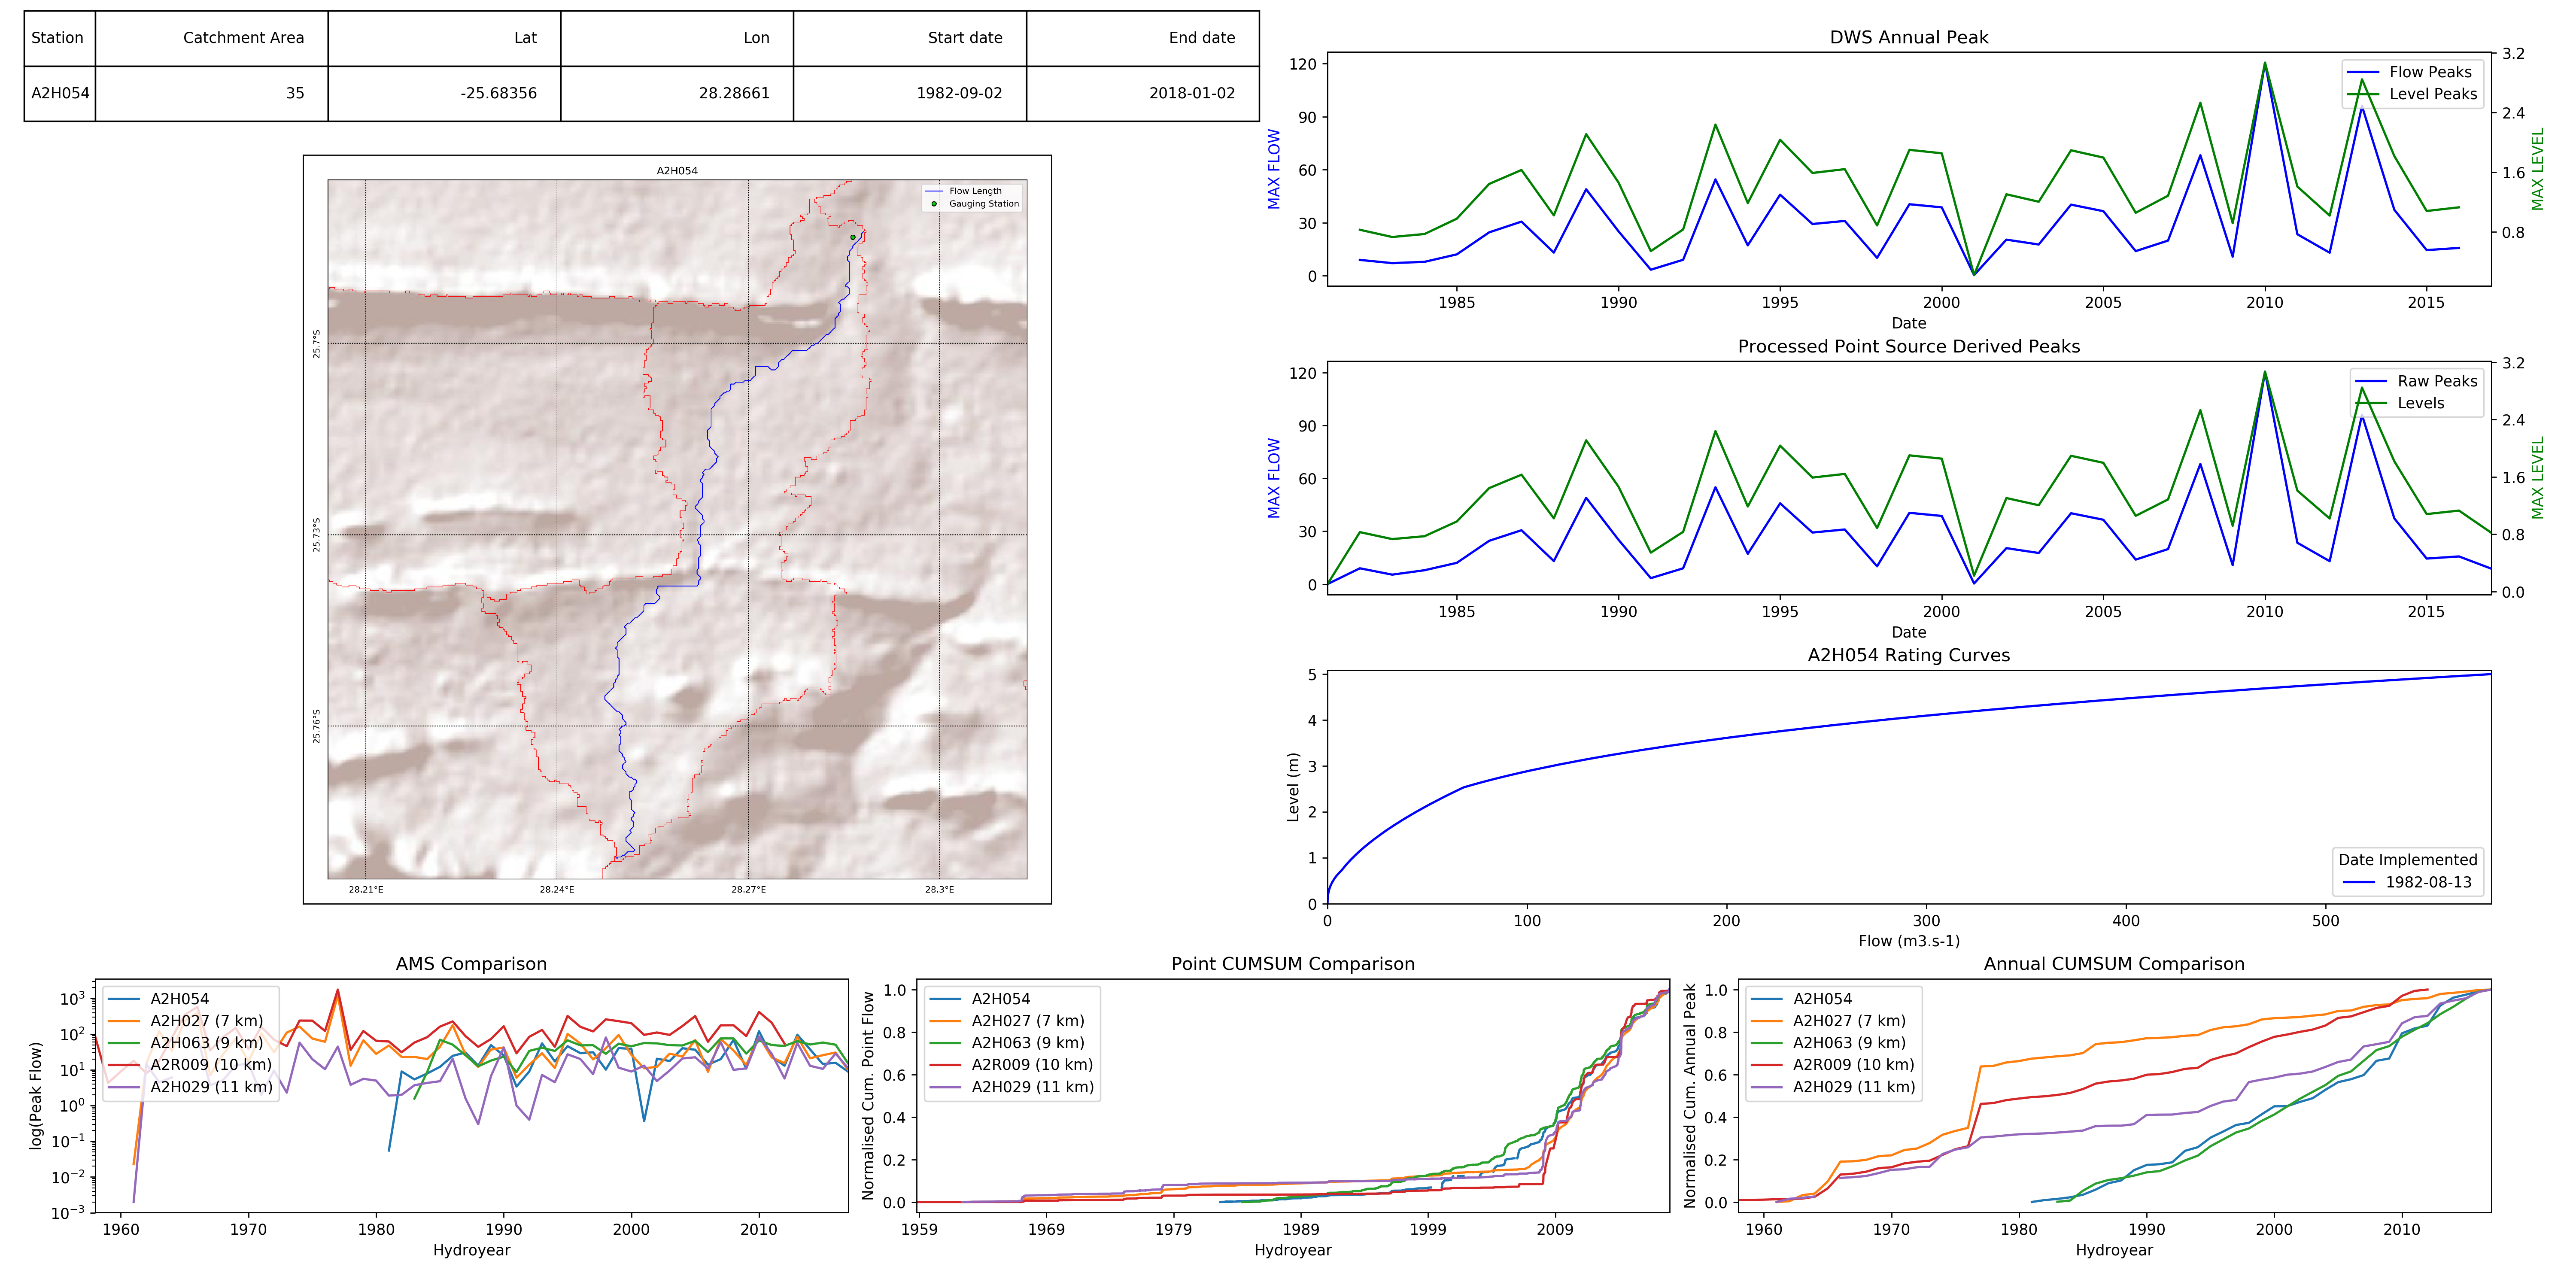 Station Catchment Area Lat Lon Start date End date
A2H054 35 -25.68356 28.28661 1982-09-02 2018-01-02
A2H054
Flow Length
Gauging Station
25.7°S
25.73°S
25.76°S
28.21°E 28.24°E 28.27°E 28.3°E
DWS Annual Peak
Flow Peaks
Level Peaks
MAX FLOW
MAX LEVEL
120
90
60
30
0
3.2
2.4
1.6
0.8
1985 1990 1995 2000 2005 2010 2015
Date
Processed Point Source Derived Peaks
Raw Peaks
Levels
MAX FLOW
MAX LEVEL
120
90
60
30
0
3.2
2.4
1.6
0.8
0.0
1985 1990 1995 2000 2005 2010 2015
Date
A2H054 Rating Curves
Level (m)
5
4
3
2
1
0
Date Implemented
1982-08-13
0 100 200 300 400 500
Flow (m3.s-1)
AMS Comparison
A2H054
A2H027 (7 km)
A2H063 (9 km)
A2R009 (10 km)
A2H029 (11 km)
log(Peak Flow)
10³
10²
10¹
10⁰
10⁻¹
10⁻²
10⁻³
1960 1970 1980 1990 2000 2010
Hydroyear
Point CUMSUM Comparison
A2H054
A2H027 (7 km)
A2H063 (9 km)
A2R009 (10 km)
A2H029 (11 km)
Normalised Cum. Point Flow
1.0
0.8
0.6
0.4
0.2
0.0
1959 1969 1979 1989 1999 2009
Hydroyear
Annual CUMSUM Comparison
A2H054
A2H027 (7 km)
A2H063 (9 km)
A2R009 (10 km)
A2H029 (11 km)
Normalised Cum. Annual Peak
1.0
0.8
0.6
0.4
0.2
0.0
1960 1970 1980 1990 2000 2010
Hydroyear